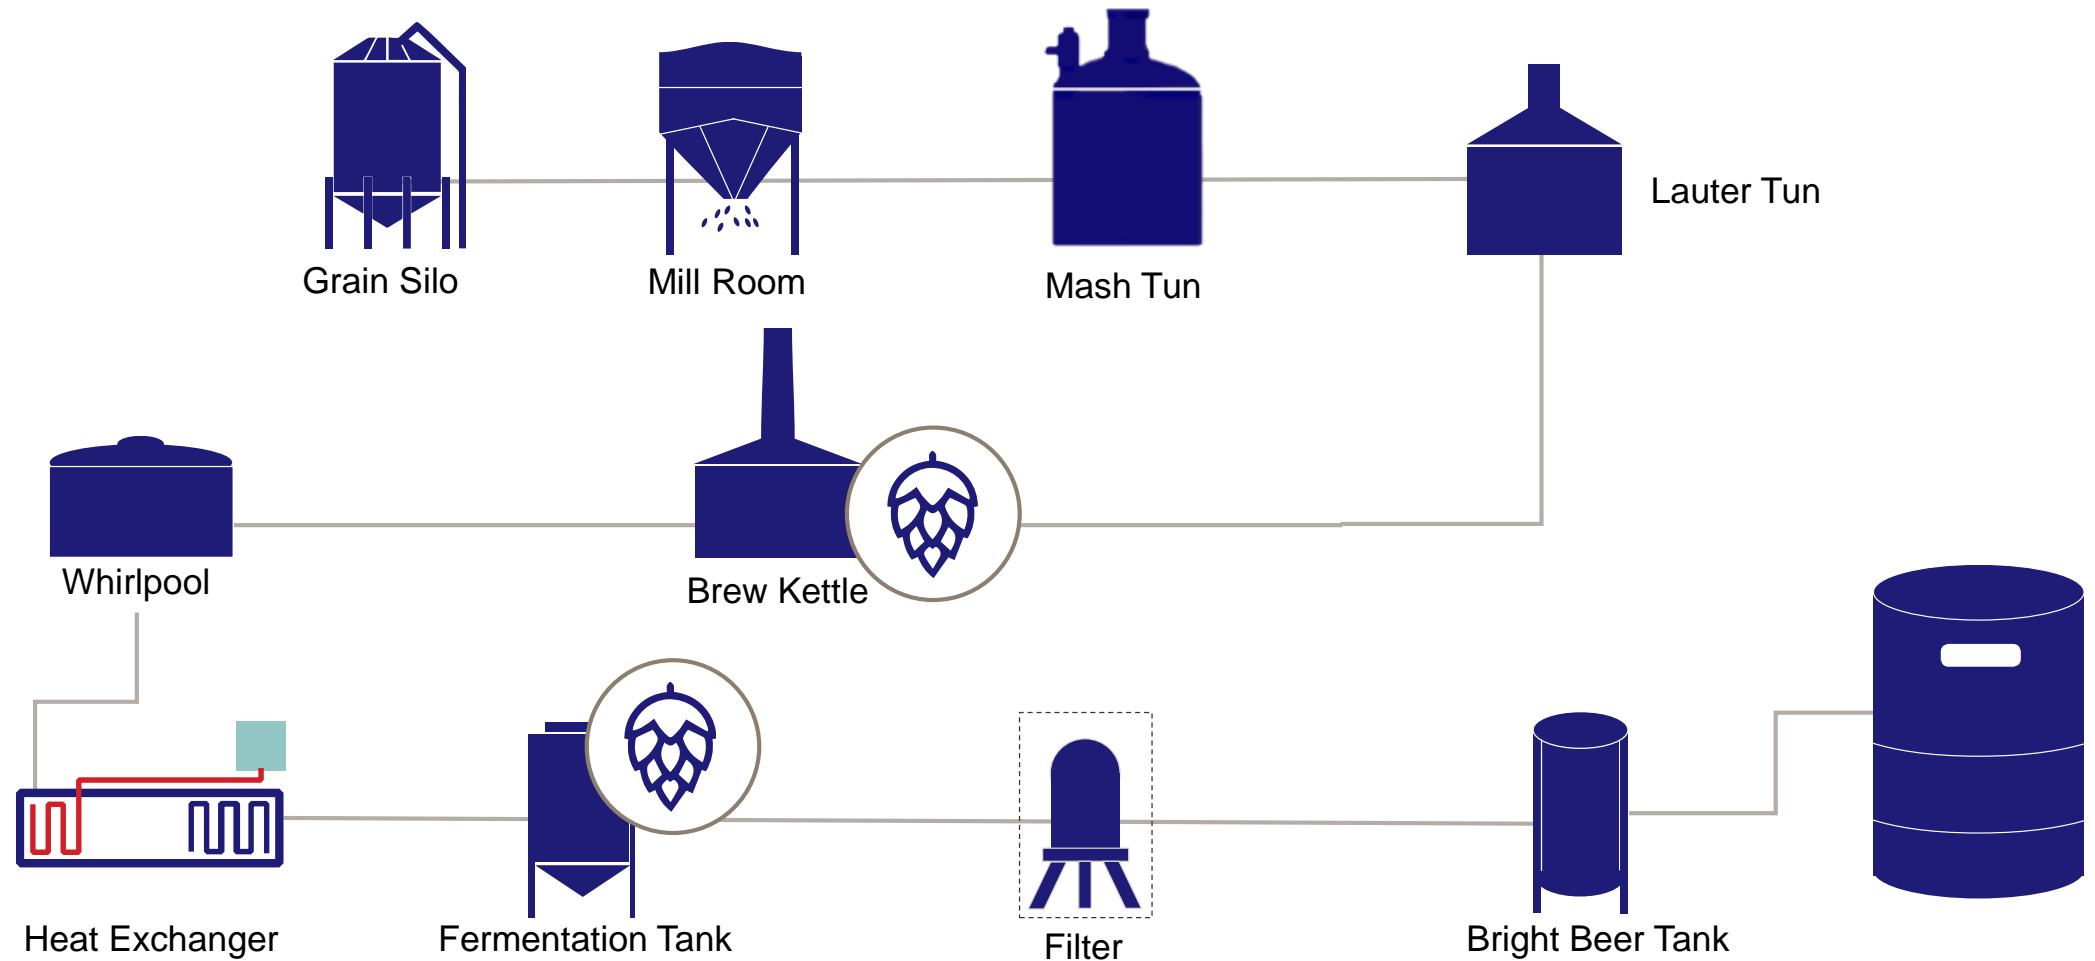 Grain Silo
Mill Room
Mash Tun
Lauter Tun
Whirlpool
Brew Kettle
Heat Exchanger
Fermentation Tank
Filter
Bright Beer Tank